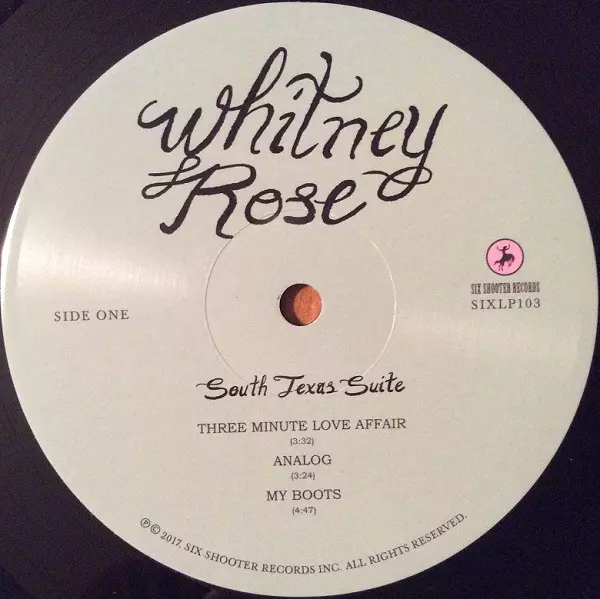 Whitney
Rose
SIDE ONE
SIX SHOOTER RECORDS
SIXLP103
South Texas Suite
THREE MINUTE LOVE AFFAIR
(3:32)
ANALOG
(3:24)
MY BOOTS
(4:47)
℗ © 2017, SIX SHOOTER RECORDS INC. ALL RIGHTS RESERVED.